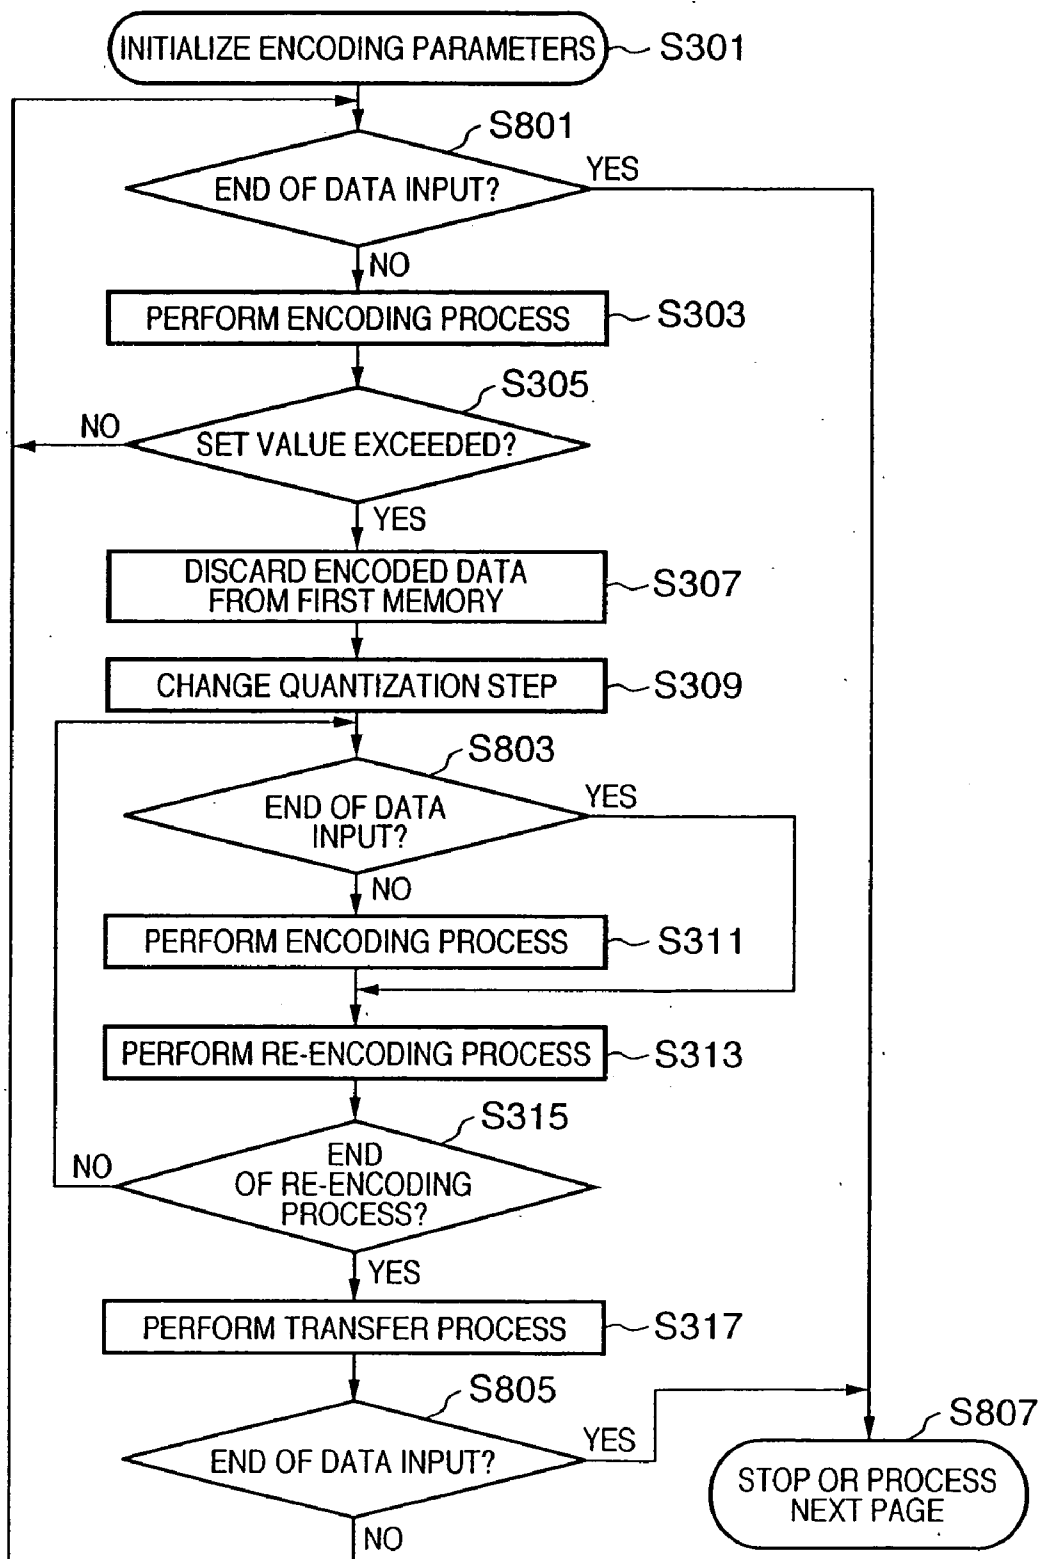 INITIALIZE ENCODING PARAMETERS
S301
S801
END OF DATA INPUT?
YES
NO
PERFORM ENCODING PROCESS
S303
S305
SET VALUE EXCEEDED?
NO
YES
DISCARD ENCODED DATA
FROM FIRST MEMORY
S307
CHANGE QUANTIZATION STEP
S309
S803
END OF DATA
INPUT?
YES
NO
PERFORM ENCODING PROCESS
S311
PERFORM RE-ENCODING PROCESS
S313
S315
END
OF RE-ENCODING
PROCESS?
NO
YES
PERFORM TRANSFER PROCESS
S317
S805
END OF DATA INPUT?
YES
NO
S807
STOP OR PROCESS
NEXT PAGE